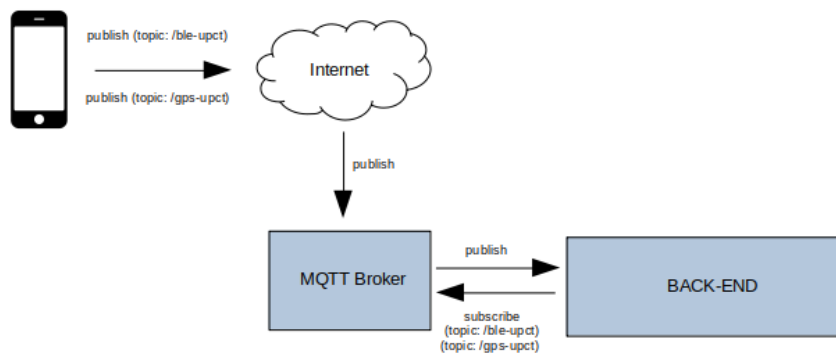 publish (topic: /ble-upct)
publish (topic: /gps-upct)
Internet
publish
MQTT Broker
publish
subscribe
(topic: /ble-upct)
(topic: /gps-upct)
BACK-END